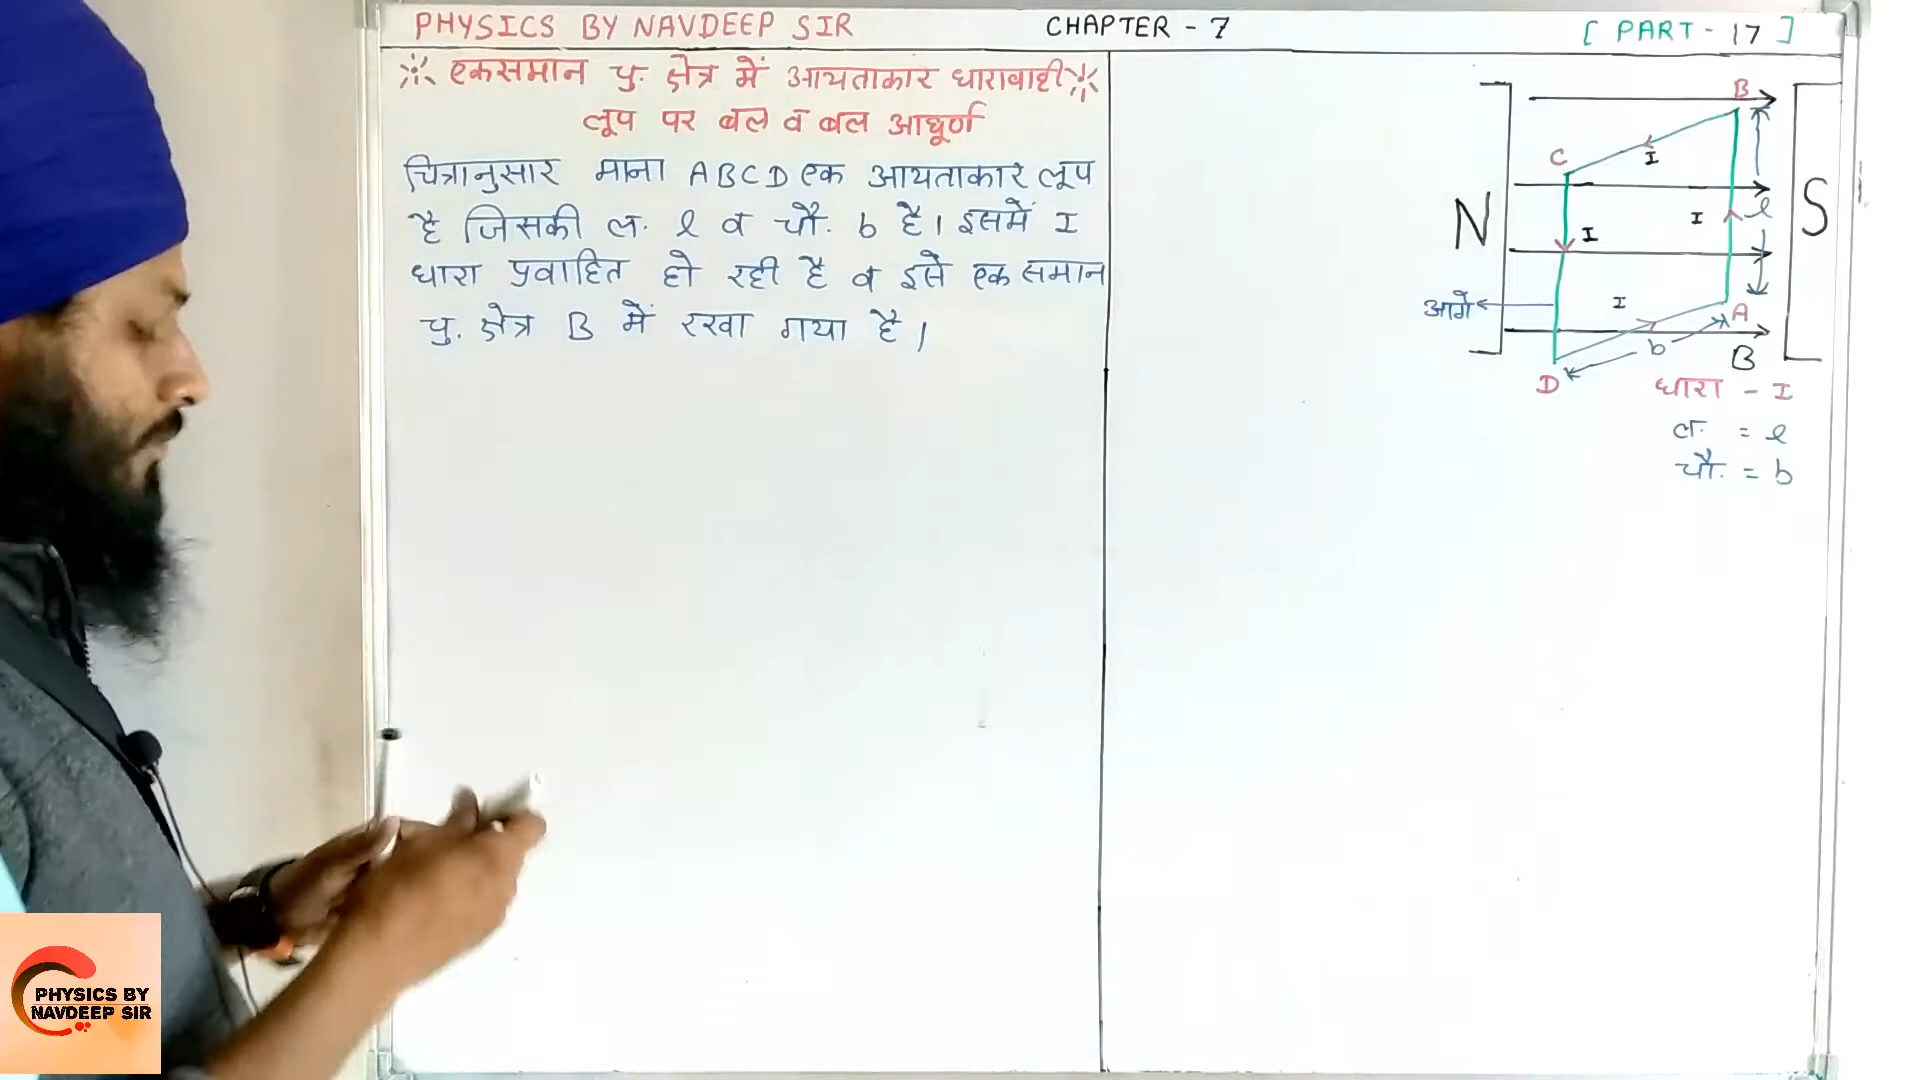 PHYSICS BY NAVDEEP SIR CHAPTER - 7 [ PART - 17 ]
एकसमान चु. क्षेत्र में आयताकार धारावाही
लूप पर बल व बल आघूर्ण
चित्रानुसार माना ABCD एक आयताकार लूप
है जिसकी ल. l व चौ. b है। इसमें I
धारा प्रवाहित हो रही है व इसे एक समान
चु. क्षेत्र B में रखा गया है।
B
C
I
N
S
I
I
l
आगे
I
A
b
B
D
धारा - I
ल. = l
चौ. = b
PHYSICS BY
NAVDEEP SIR